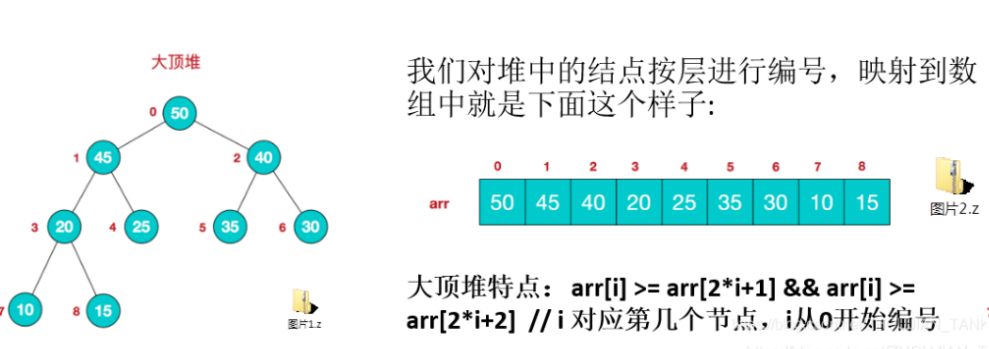 大顶堆
0 50
1 45
2 40
3 20
4 25
5 35
6 30
7 10
8 15
图片1.z
我们对堆中的结点按层进行编号，映射到数
组中就是下面这个样子:
0 1 2 3 4 5 6 7 8
arr 50 45 40 20 25 35 30 10 15
图片2.z
大顶堆特点：arr[i] >= arr[2*i+1] && arr[i] >=
arr[2*i+2] // i 对应第几个节点，i从0开始编号